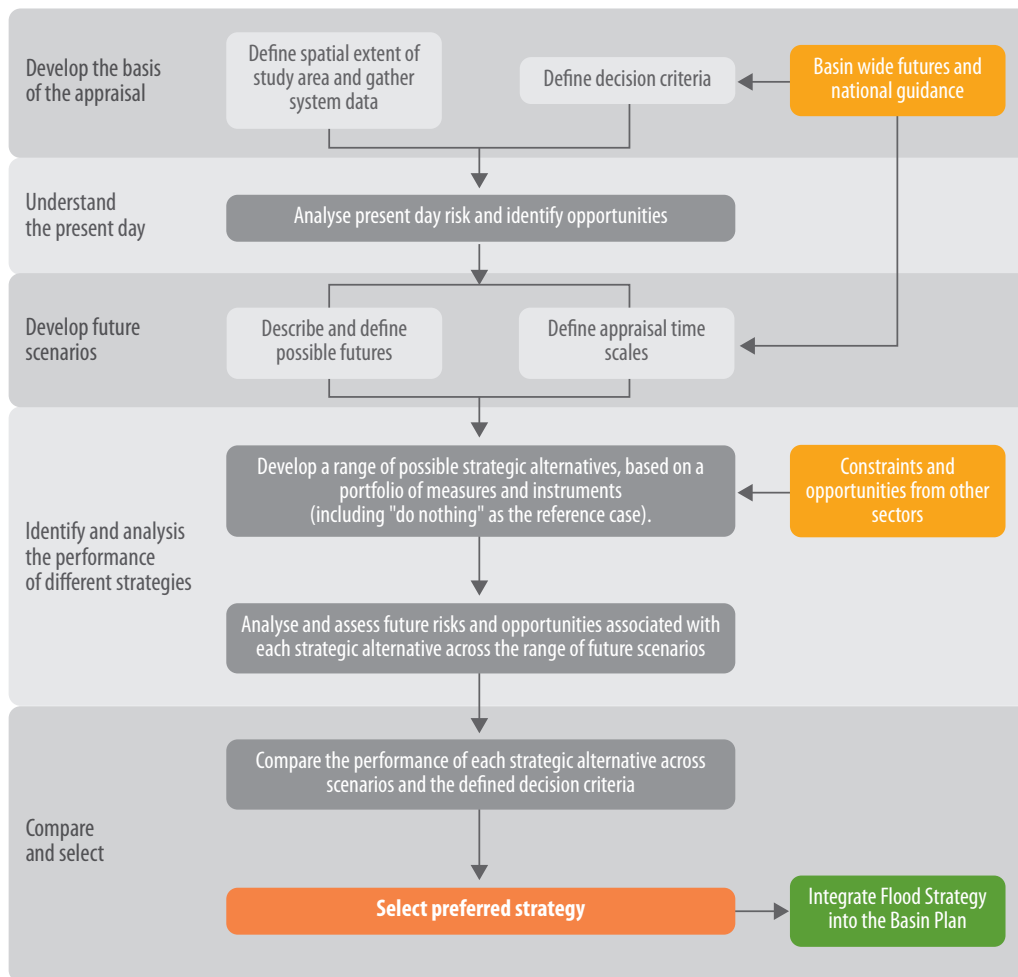 Develop the basis
of the appraisal
Define spatial extent of
study area and gather
system data
Define decision criteria
Basin wide futures and
national guidance
Understand
the present day
Analyse present day risk and identify opportunities
Develop future
scenarios
Describe and define
possible futures
Define appraisal time
scales
Identify and analysis
the performance
of different strategies
Develop a range of possible strategic alternatives, based on a
portfolio of measures and instruments
(including "do nothing" as the reference case).
Constraints and
opportunities from other
sectors
Analyse and assess future risks and opportunities associated with
each strategic alternative across the range of future scenarios
Compare
and select
Compare the performance of each strategic alternative across
scenarios and the defined decision criteria
Select preferred strategy
Integrate Flood Strategy
into the Basin Plan